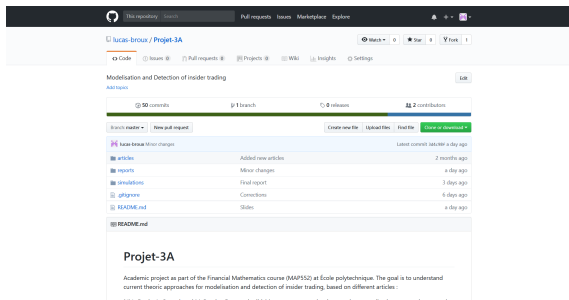 This repository Search Pull requests Issues Marketplace Explore
lucas-broux / Projet-3A Watch 0 Star 0 Fork 1
Code Issues 0 Pull requests 0 Projects 0 Wiki Insights Settings
Modelisation and Detection of insider trading Edit
Add topics
50 commits 1 branch 0 releases 2 contributors
Branch: master New pull request Create new file Upload files Find file Clone or download
lucas-broux Minor changes Latest commit a day ago
articles Added new articles 2 months ago
reports Minor changes a day ago
simulations Final report 3 days ago
.gitignore Corrections 6 days ago
README.md Slides a day ago
README.md
Projet-3A
Academic project as part of the Financial Mathematics course (MAP552) at École polytechnique. The goal is to understand
current theoric approaches for modelisation and detection of insider trading, based on different articles :